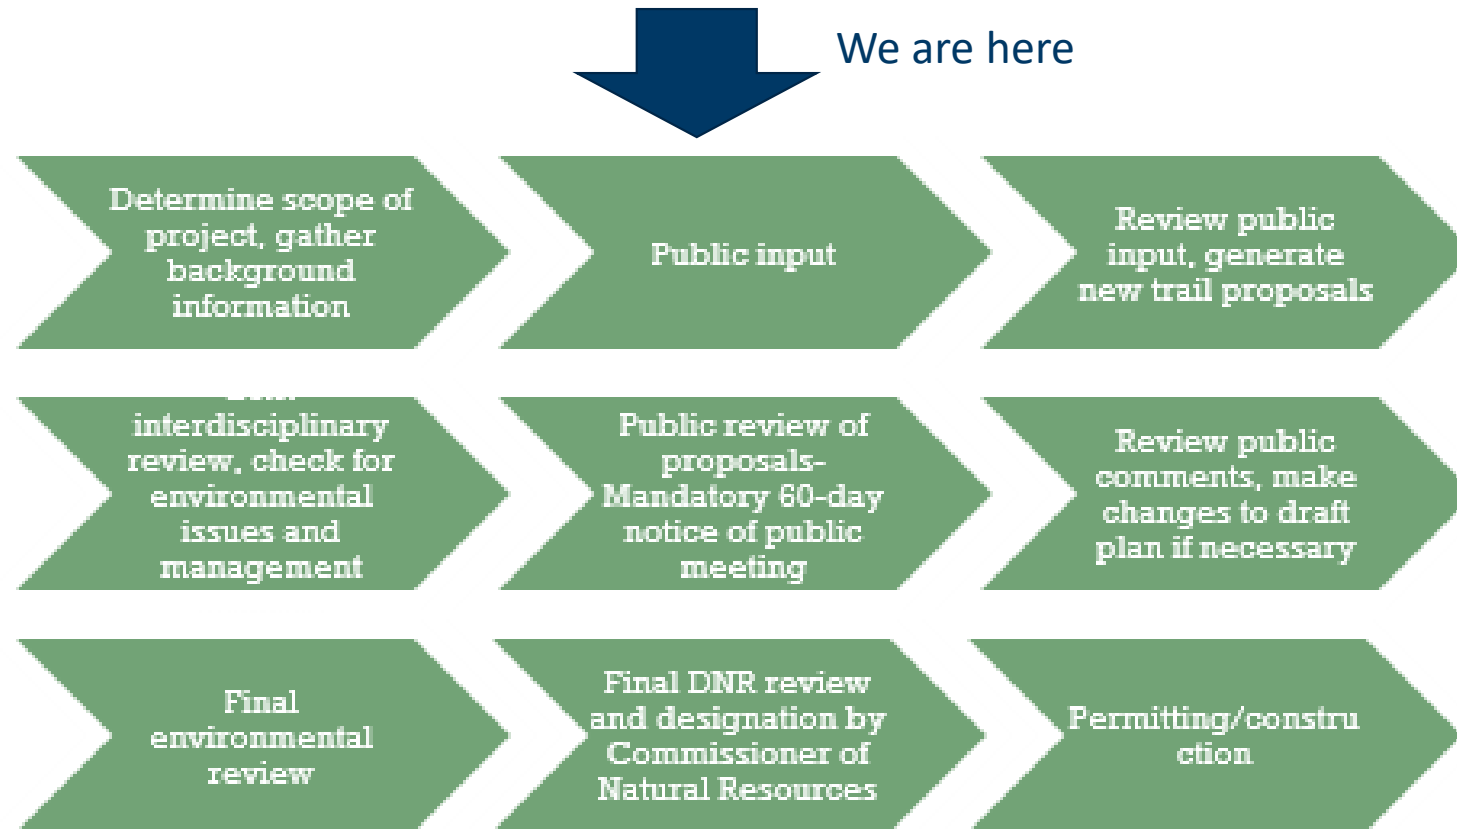 We are here
Determine scope of
project, gather
background
information
Public input
Review public
input, generate
new trail proposals
interdisciplinary
review, check for
environmental
issues and
management
Public review of
proposals-
Mandatory 60-day
notice of public
meeting
Review public
comments, make
changes to draft
plan if necessary
Final
environmental
review
Final DNR review
and designation by
Commissioner of
Natural Resources
Permitting/constru
ction